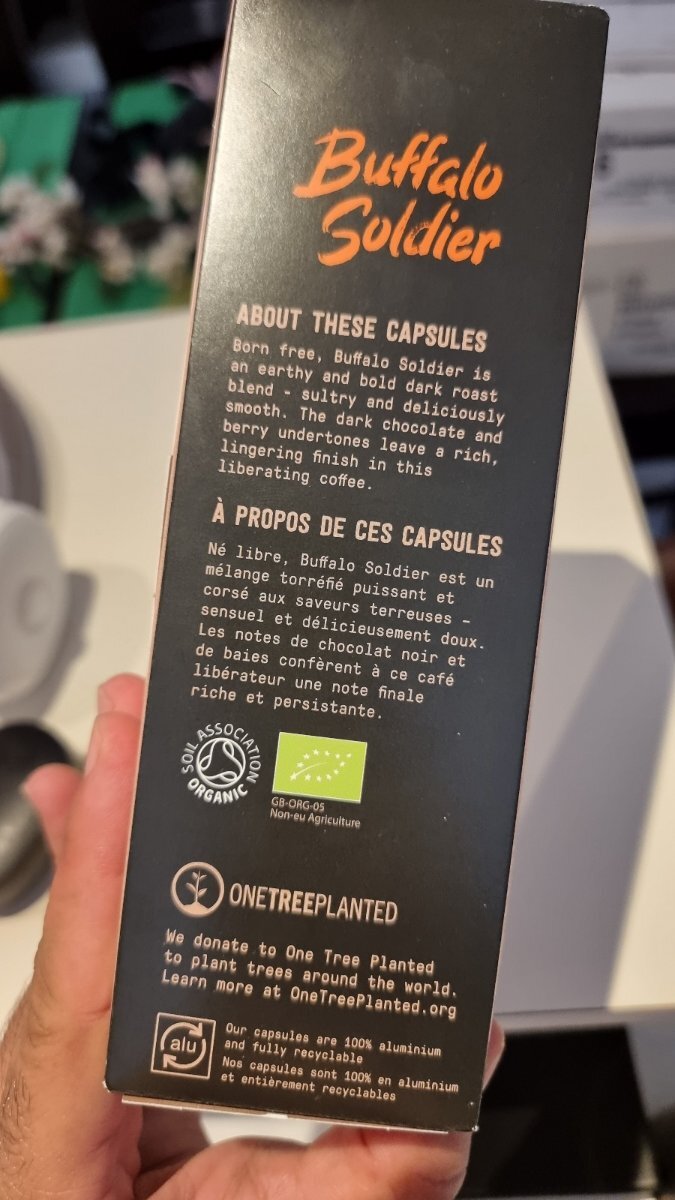 Buffalo
Soldier
ABOUT THESE CAPSULES
Born free, Buffalo Soldier is
an earthy and bold dark roast
blend - sultry and deliciously
smooth. The dark chocolate and
berry undertones leave a rich,
lingering finish in this
liberating coffee.
À PROPOS DE CES CAPSULES
Né libre, Buffalo Soldier est un
mélange torréfié puissant et
corsé aux saveurs terreuses -
sensuel et délicieusement doux.
Les notes de chocolat noir et
de baies confèrent à ce café
libérateur une note finale
riche et persistante.
SOIL ASSOCIATION
ORGANIC
GB-ORG-05
Non-eu Agriculture
ONETREEPLANTED
We donate to One Tree Planted
to plant trees around the world.
Learn more at OneTreePlanted.org
alu
Our capsules are 100% aluminium
and fully recyclable
Nos capsules sont 100% en aluminium
et entièrement recyclables